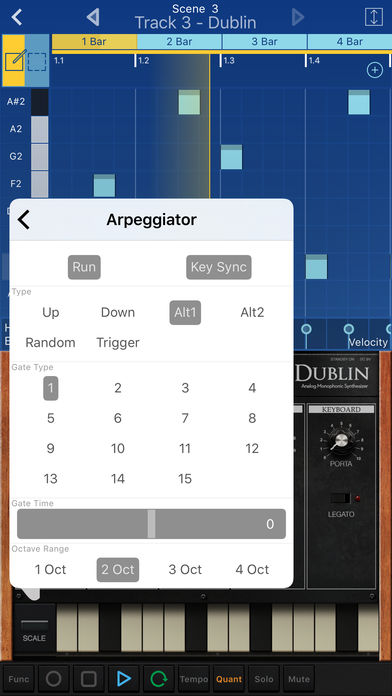 Scene 3
Track 3 - Dublin
1 Bar 2 Bar 3 Bar 4 Bar
1.1 1.2 1.3 1.4
A#2
A2
G2
F2
Arpeggiator
Run Key Sync
Type
Up Down Alt1 Alt2
Random Trigger
Gate Type
1 2 3 4
5 6 7 8
9 10 11 12
13 14 15
Gate Time
0
Octave Range
1 Oct 2 Oct 3 Oct 4 Oct
Velocity
DUBLIN
Analog Monophonic Synthesizer
KEYBOARD
PORTA
LEGATO
SCALE
Func Tempo Quant Solo Mute